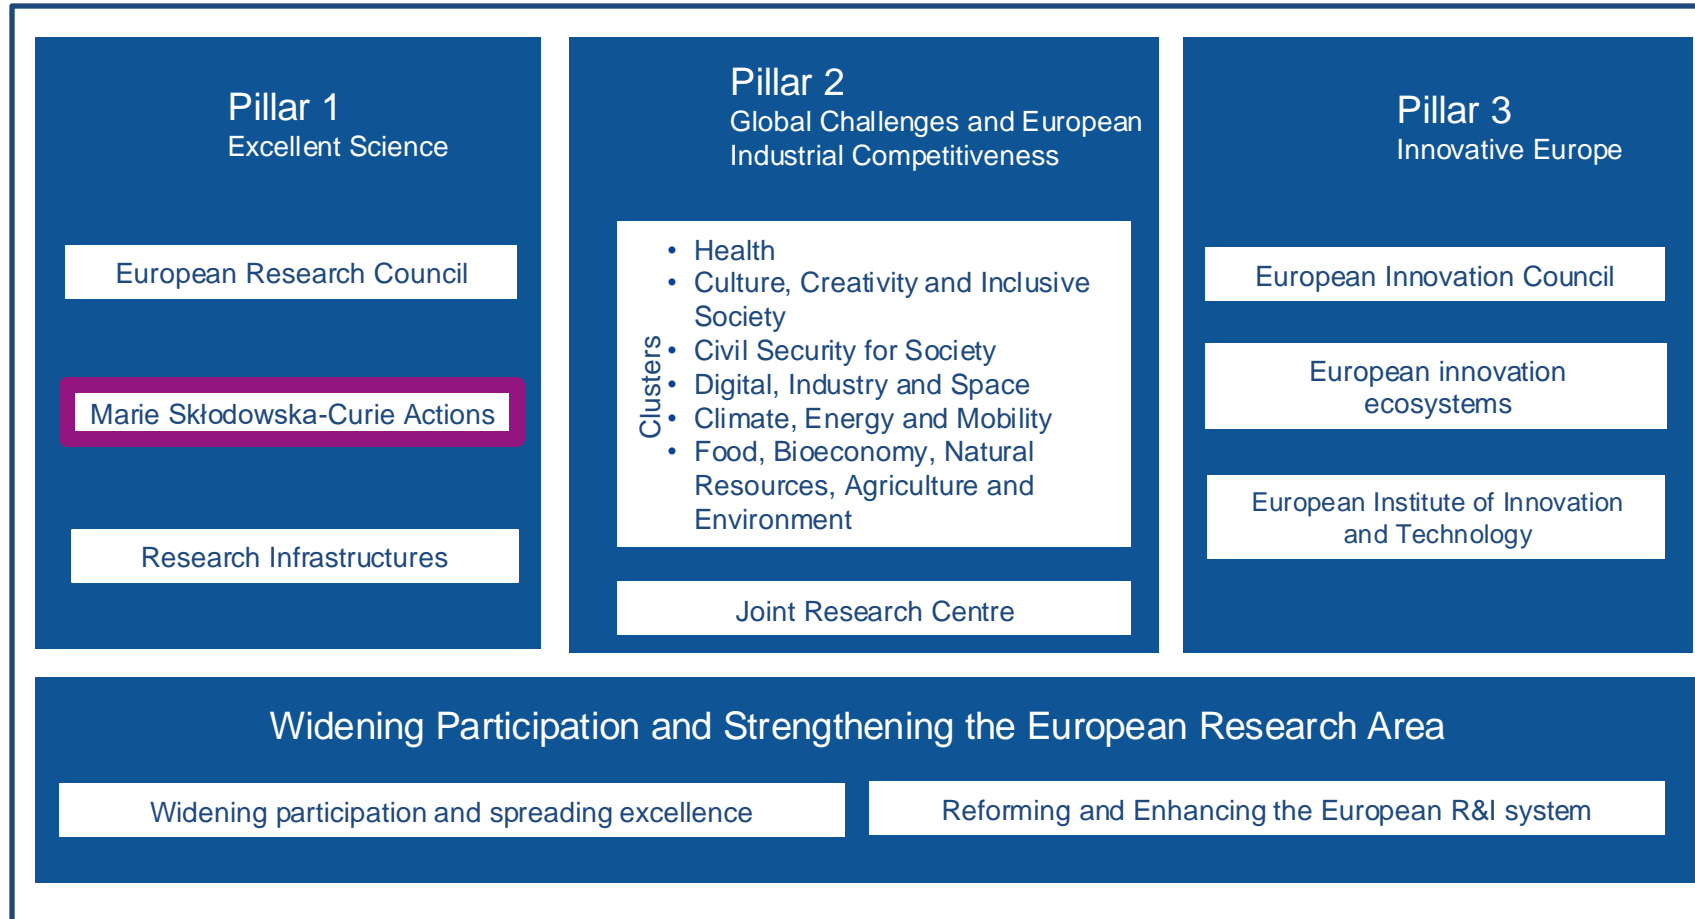 Pillar 1
Excellent Science
European Research Council
Marie Skłodowska-Curie Actions
Research Infrastructures
Pillar 2
Global Challenges and European
Industrial Competitiveness
Clusters
• Health
• Culture, Creativity and Inclusive
Society
• Civil Security for Society
• Digital, Industry and Space
• Climate, Energy and Mobility
• Food, Bioeconomy, Natural
Resources, Agriculture and
Environment
Joint Research Centre
Pillar 3
Innovative Europe
European Innovation Council
European innovation
ecosystems
European Institute of Innovation
and Technology
Widening Participation and Strengthening the European Research Area
Widening participation and spreading excellence
Reforming and Enhancing the European R&I system